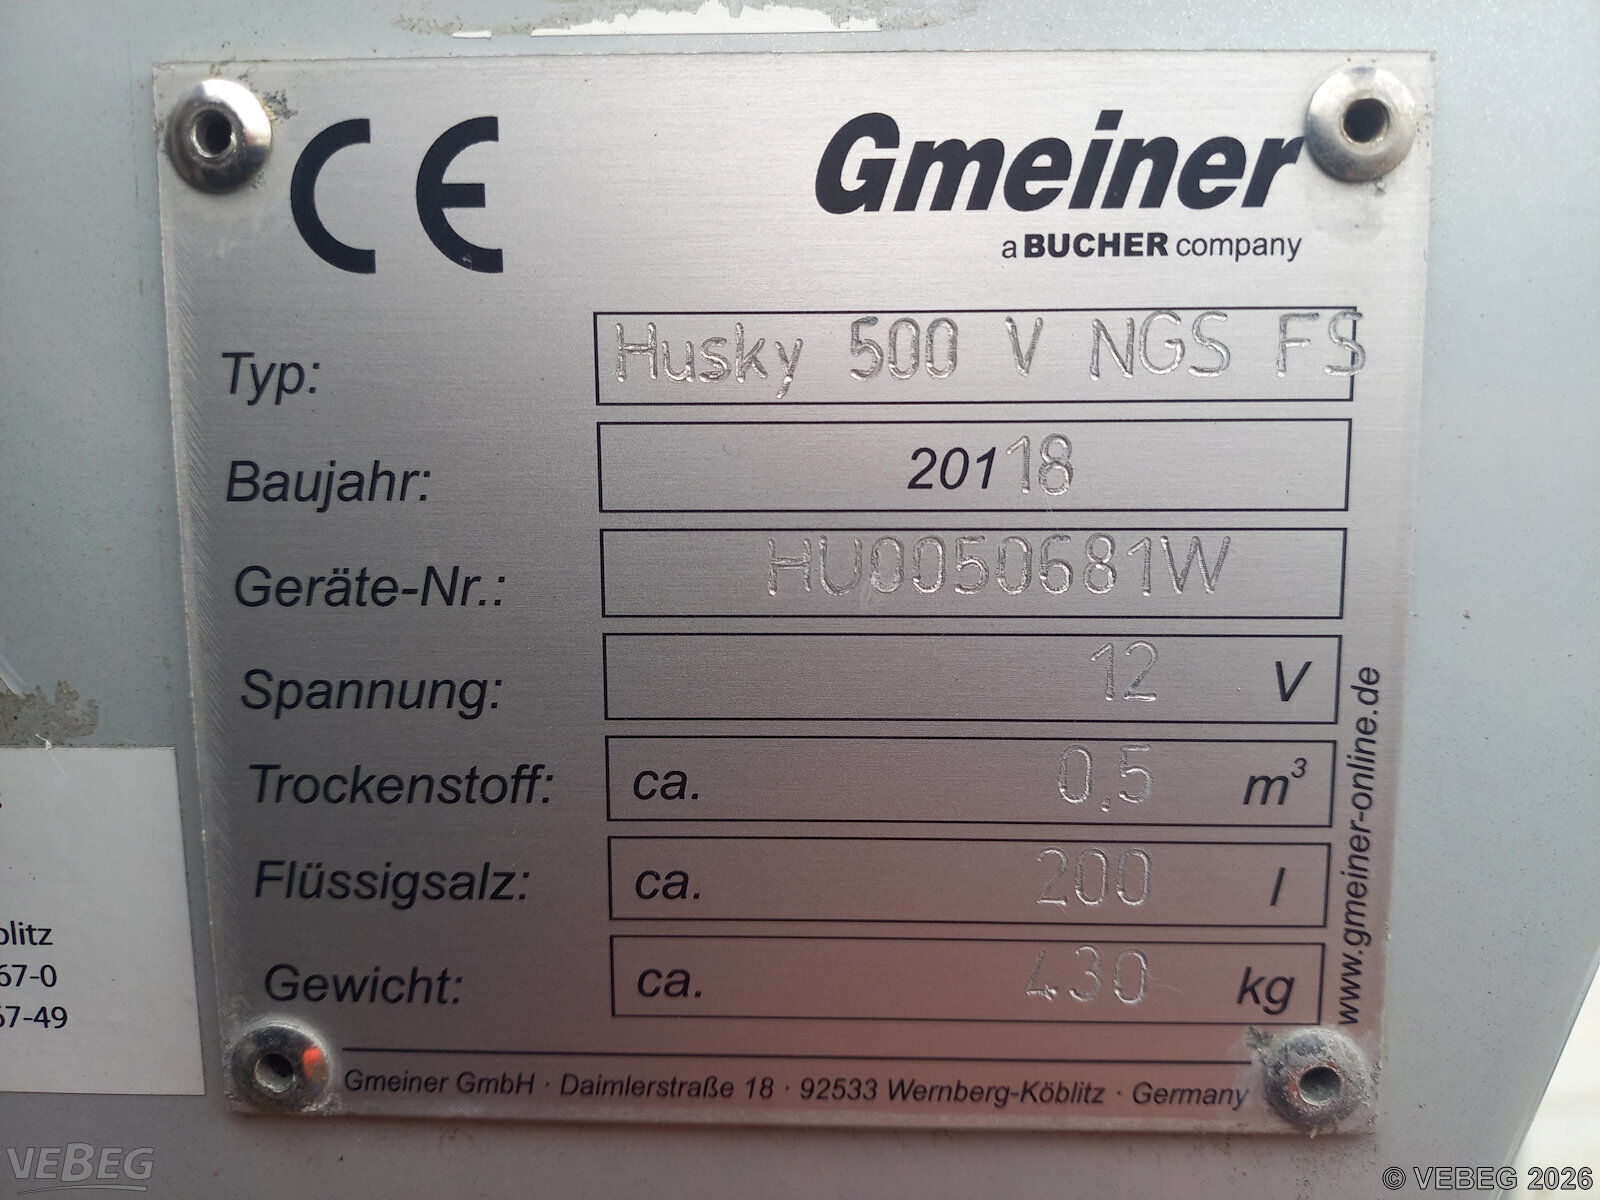 CE
Gmeiner
a BUCHER company
Typ: Husky 500 V NGS FS
Baujahr: 20118
Geräte-Nr.: HU0050681W
Spannung: 12 V
Trockenstoff: ca. 0,5 m³
Flüssigsalz: ca. 200 l
Gewicht: ca. 430 kg
www.gmeiner-online.de
Gmeiner GmbH · Daimlerstraße 18 · 92533 Wernberg-Köblitz · Germany
blitz
67-0
67-49
VEBEG
© VEBEG 2026